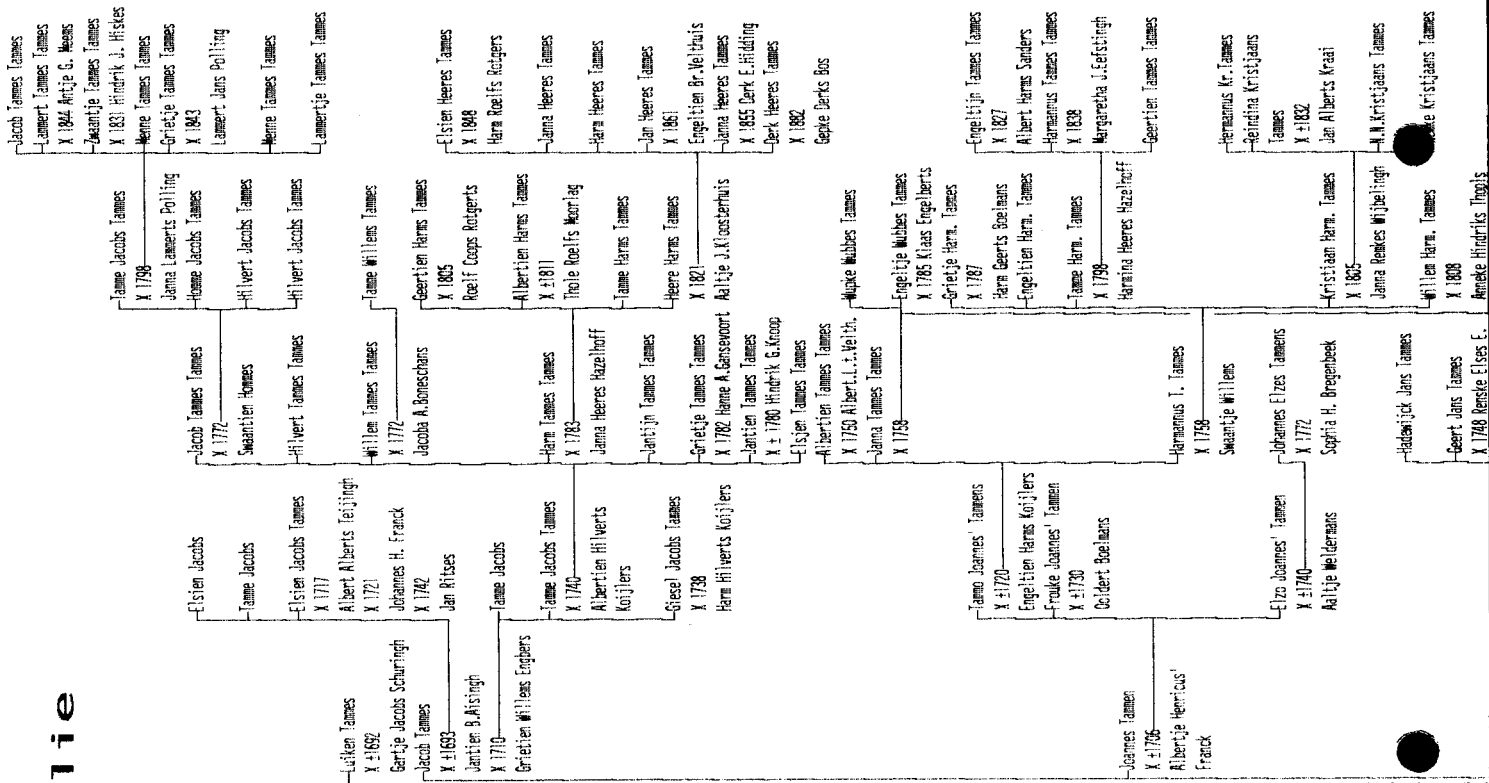 lie
Luiken Tammes
X ±1692
Gartje Jacobs Schuringh
Jacob Tammes
X ±1693
Jantien B.Aisingh
X 1710
Grietien Willems Engbers
Joannes Tammen
X ±1706
Albertje Henricus'
Franck
Elsien Jacobs
Tamme Jacobs
Elsien Jacobs Tammes
X 1717
Albert Alberts Teijingh
X 1721
Johannes H. Franck
X 1742
Jan Ritses
Tamme Jacobs
Tamme Jacobs Tammes
X 1740
Albertien Hilverts
Koijlers
Giesel Jacobs Tammes
X 1738
Harm Hilverts Koijlers
Tammo Joannes' Tammens
X ±1720
Engeltien Harms Koijlers
Frouke Joannes' Tammen
X ±1730
Ooldert Boelmans
Elzo Joannes' Tammen
X ±1740
Aaltje Weldermans
Jacob Tammes Tammes
X 1772
Swaantien Hommes
Hilvert Tammes Tammes
Willem Tammes Tammes
X 1772
Jacoba A.Boneschans
Harm Tammes Tammes
X 1783
Janna Heeres Hazelhoff
Jantijn Tammes Tammes
Grietje Tammes Tammes
X 1782 Hanne A.Gansevoort
Jantien Tammes Tammes
X ± 1780 Hindrik G.Knoop
Elsjen Tammes Tammes
Albertien Tammes Tammes
X 1750 Albert.L.t.Velth.
Janna Tammes Tammes
X 1758
Harmannus T. Tammes
X 1758
Swaantje Willems
Johannes Elzes Tammens
X 1772
Sophia H. Bregenbeek
Hadewijck Jans Tammes
Geert Jans Tammes
X 1748 Renske Elses E.
Tamme Jacobs Tammes
X 1798
Janna Lammerts Polling
Homme Jacobs Tammes
Hilvert Jacobs Tammes
Hilvert Jacobs Tammes
Tamme Willems Tammes
Geertien Harms Tammes
X 1805
Roelf Coops Rotgerts
Albertien Harms Tammes
X ±1811
Thole Roelfs Moorlag
Tamme Harms Tammes
Heere Harms Tammes
X 1821
Aaltje J.Kloosterhuis
Wupke Wubbes Tammes
Engeltje Wubbes Tammes
X 1785 Klaas Engelberts
Grietje Harm. Tammes
X 1787
Harm Geerts Boelmans
Engeltien Harm. Tammes
Tamme Harm. Tammes
X 1798
Harmina Heeres Hazelhoff
Kristiaan Harm. Tammes
X 1805
Janna Remkes Wijbelingh
Willem Harm. Tammes
X 1808
Anneke Hindriks Thools
Jacob Tammes Tammes
Lammert Tammes Tammes
X 1844 Antje G. Meems
Zwaantje Tammes Tammes
X 1831 Hindrik J. Hiskes
Menne Tammes Tammes
Grietje Tammes Tammes
X 1843
Lammert Jans Polling
Menne Tammes Tammes
Lammertje Tammes Tammes
Elsien Heeres Tammes
X 1848
Harm Roelfs Rotgers
Janna Heeres Tammes
Harm Heeres Tammes
Jan Heeres Tammes
X 1861
Engeltien Br.Velthuis
Janna Heeres Tammes
X 1855 Derk E.Hidding
Derk Heeres Tammes
X 1882
Gepke Derks Bos
Engeltijn Tammes Tammes
X 1827
Albert Harms Sanders
Harmannus Tammes Tammes
X 1838
Margaretha J.Eefstingh
Geertien Tammes Tammes
Hermannus Kr.Tammes
Reindina Kristjaans
Tammes
X ±1832
Jan Alberts Kraai
N.N.Kristjaans Tammes
Kristjaans Tammes